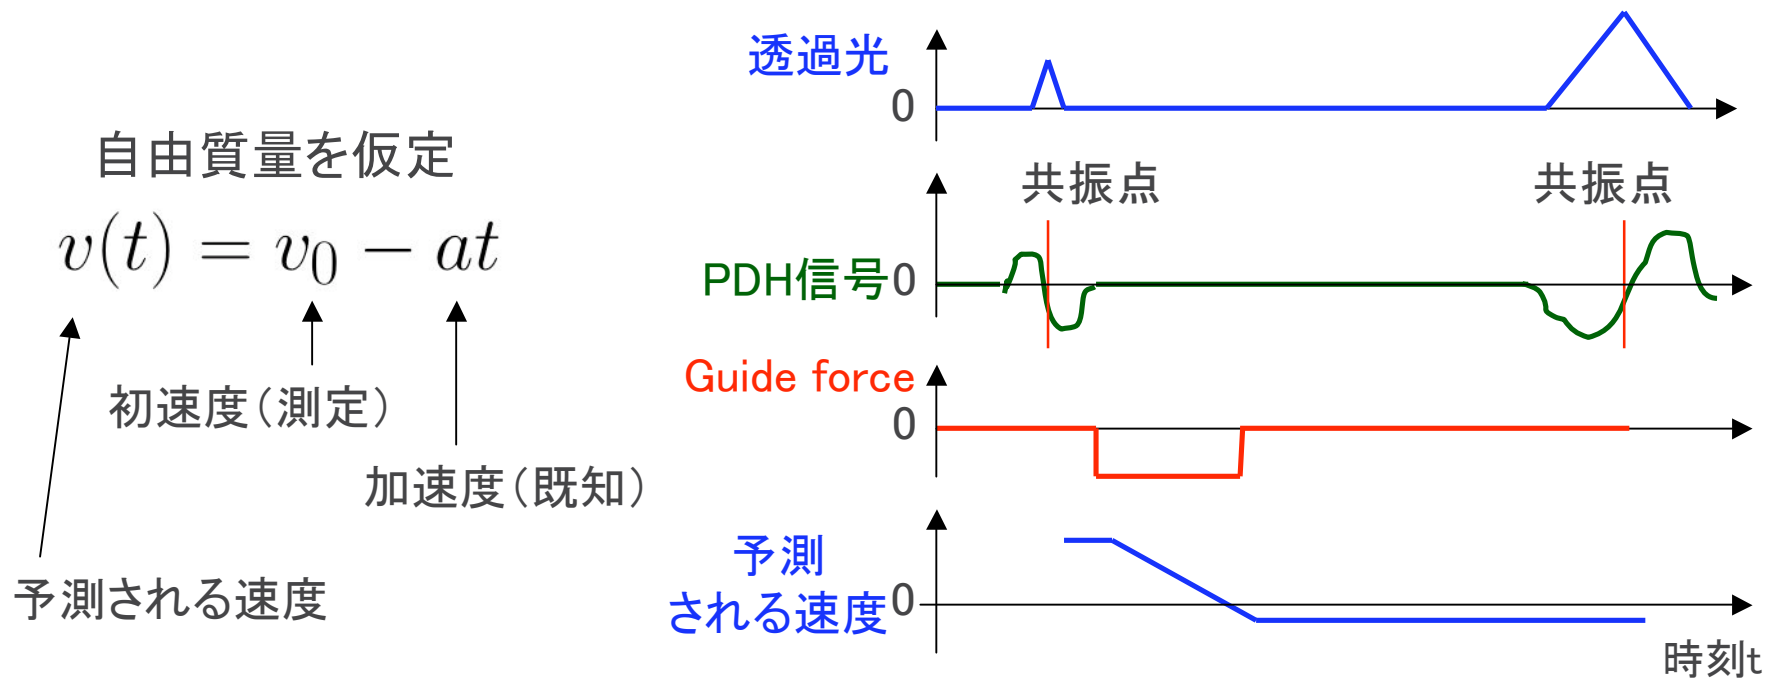 自由質量を仮定
v(t) = v₀ − at
初速度(測定)
加速度(既知)
予測される速度
透過光
0
共振点
共振点
PDH信号
0
Guide force
0
予測
される速度
0
時刻t